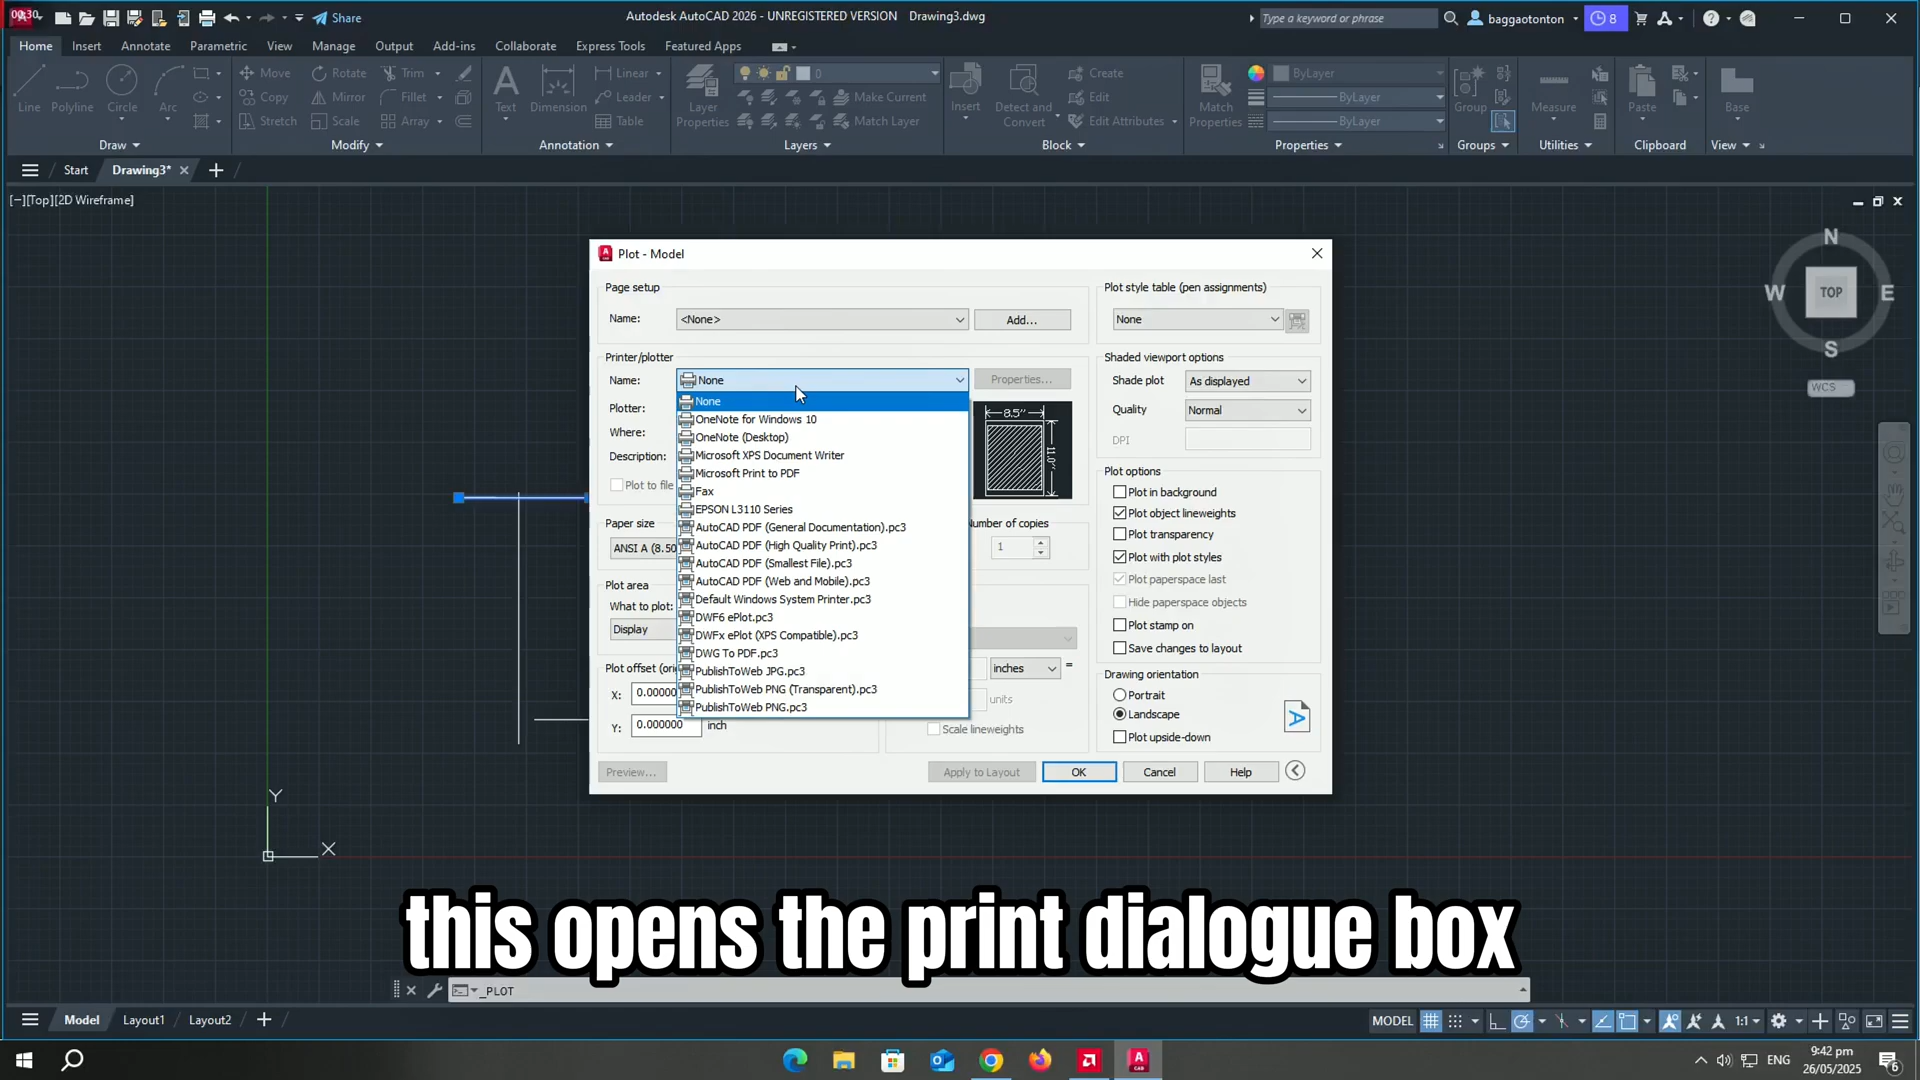 00:30
Share
Autodesk AutoCAD 2026 - UNREGISTERED VERSION Drawing3.dwg
Type a keyword or phrase
baggaotonton
8
Home Insert Annotate Parametric View Manage Output Add-ins Collaborate Express Tools Featured Apps
Line
Polyline
Circle
Arc
Draw
Move Rotate Trim
Copy Mirror Fillet
Stretch Scale Array
Modify
Text
Dimension
Linear
Leader
Table
Annotation
Layer
Properties
0
Make Current
Match Layer
Layers
Insert
Detect and
Convert
Create
Edit
Edit Attributes
Block
Match
Properties
ByLayer
ByLayer
ByLayer
Properties
Group
Groups
Measure
Utilities
Paste
Clipboard
Base
View
Start
Drawing3*
[−][Top][2D Wireframe]
N
W TOP E
S
WCS
Plot - Model
Page setup
Name: <None> Add...
Printer/plotter
Name: None Properties...
None
OneNote for Windows 10
OneNote (Desktop)
Microsoft XPS Document Writer
Microsoft Print to PDF
Fax
EPSON L3110 Series
AutoCAD PDF (General Documentation).pc3
AutoCAD PDF (High Quality Print).pc3
AutoCAD PDF (Smallest File).pc3
AutoCAD PDF (Web and Mobile).pc3
Default Windows System Printer.pc3
DWF6 ePlot.pc3
DWFx ePlot (XPS Compatible).pc3
DWG To PDF.pc3
PublishToWeb JPG.pc3
PublishToWeb PNG (Transparent).pc3
PublishToWeb PNG.pc3
Plotter:
Where:
Description:
Plot to file
8.5"
11.0"
Paper size
ANSI A (8.50
Number of copies
1
Plot area
What to plot:
Display
Plot offset (ori
X: 0.00000
Y: 0.000000 inch
inches =
units
Scale lineweights
Plot style table (pen assignments)
None
Shaded viewport options
Shade plot As displayed
Quality Normal
DPI
Plot options
Plot in background
Plot object lineweights
Plot transparency
Plot with plot styles
Plot paperspace last
Hide paperspace objects
Plot stamp on
Save changes to layout
Drawing orientation
Portrait
Landscape
Plot upside-down
A
Preview... Apply to Layout OK Cancel Help
Y
X
this opens the print dialogue box
_PLOT
Model Layout1 Layout2
MODEL
1:1
ENG
9:42 pm
26/05/2025
6